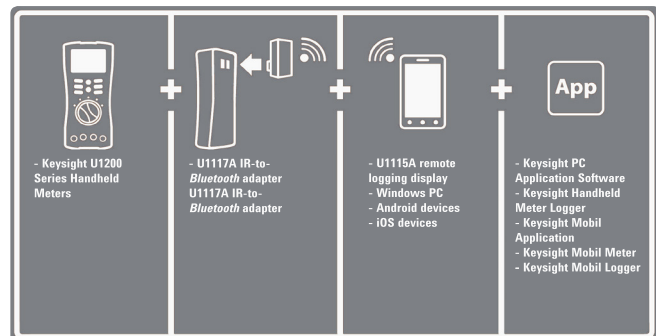 App
- Keysight U1200
Series Handheld
Meters
- U1117A IR-to-
Bluetooth adapter
U1117A IR-to-
Bluetooth adapter
- U1115A remote
logging display
- Windows PC
- Android devices
- iOS devices
- Keysight PC
Application Software
- Keysight Handheld
Meter Logger
- Keysight Mobil
Application
- Keysight Mobil Meter
- Keysight Mobil Logger